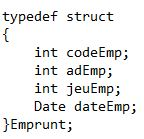 typedef struct
{
    int codeEmp;
    int adEmp;
    int jeuEmp;
    Date dateEmp;
}Emprunt;